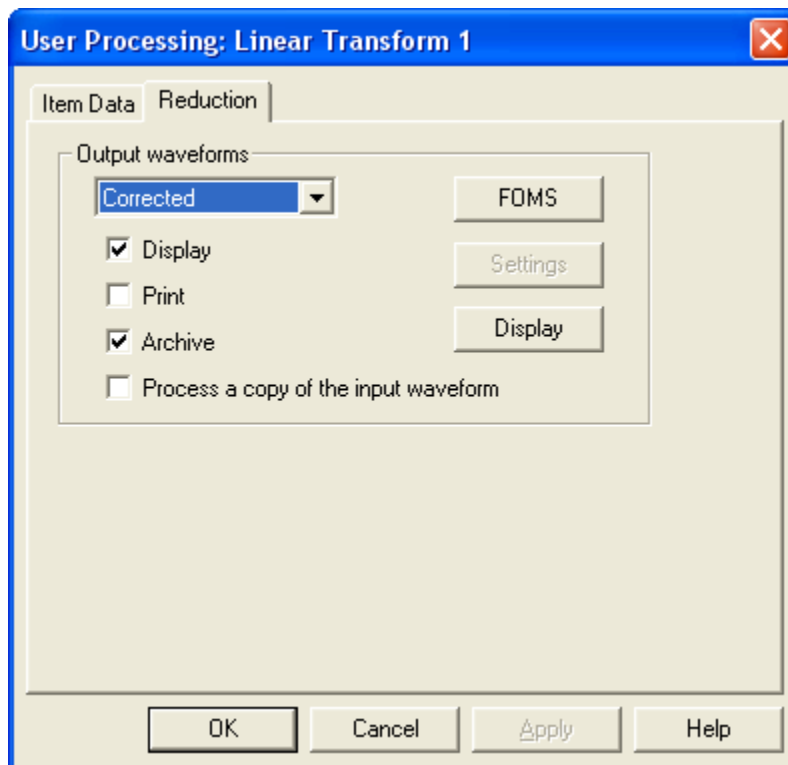 User Processing: Linear Transform 1
Item Data Reduction
Output waveforms
Corrected
FOMS
Display
Settings
Print
Display
Archive
Process a copy of the input waveform
OK Cancel Apply Help